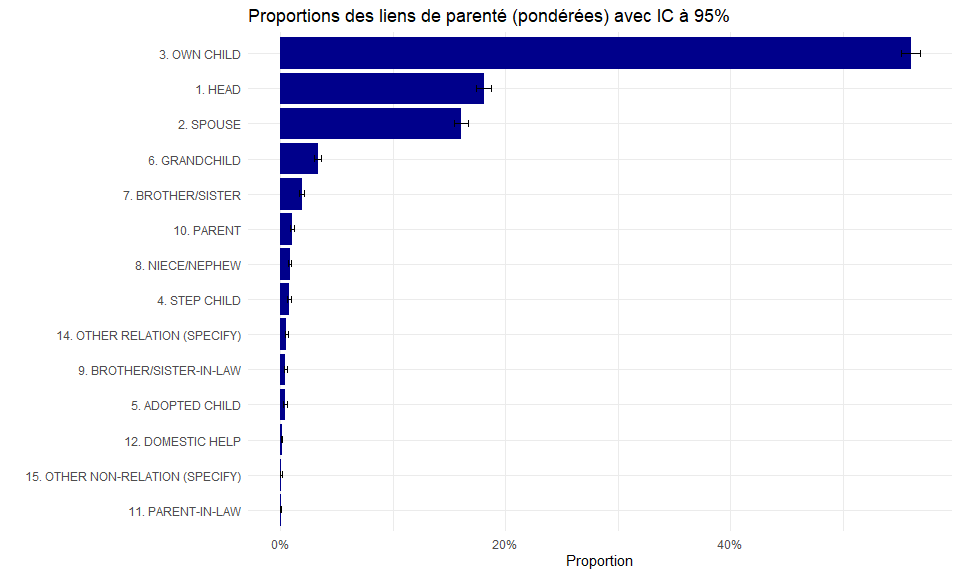 Proportions des liens de parenté (pondérées) avec IC à 95%
3. OWN CHILD
1. HEAD
2. SPOUSE
6. GRANDCHILD
7. BROTHER/SISTER
10. PARENT
8. NIECE/NEPHEW
4. STEP CHILD
14. OTHER RELATION (SPECIFY)
9. BROTHER/SISTER-IN-LAW
5. ADOPTED CHILD
12. DOMESTIC HELP
15. OTHER NON-RELATION (SPECIFY)
11. PARENT-IN-LAW
0% 20% 40%
Proportion